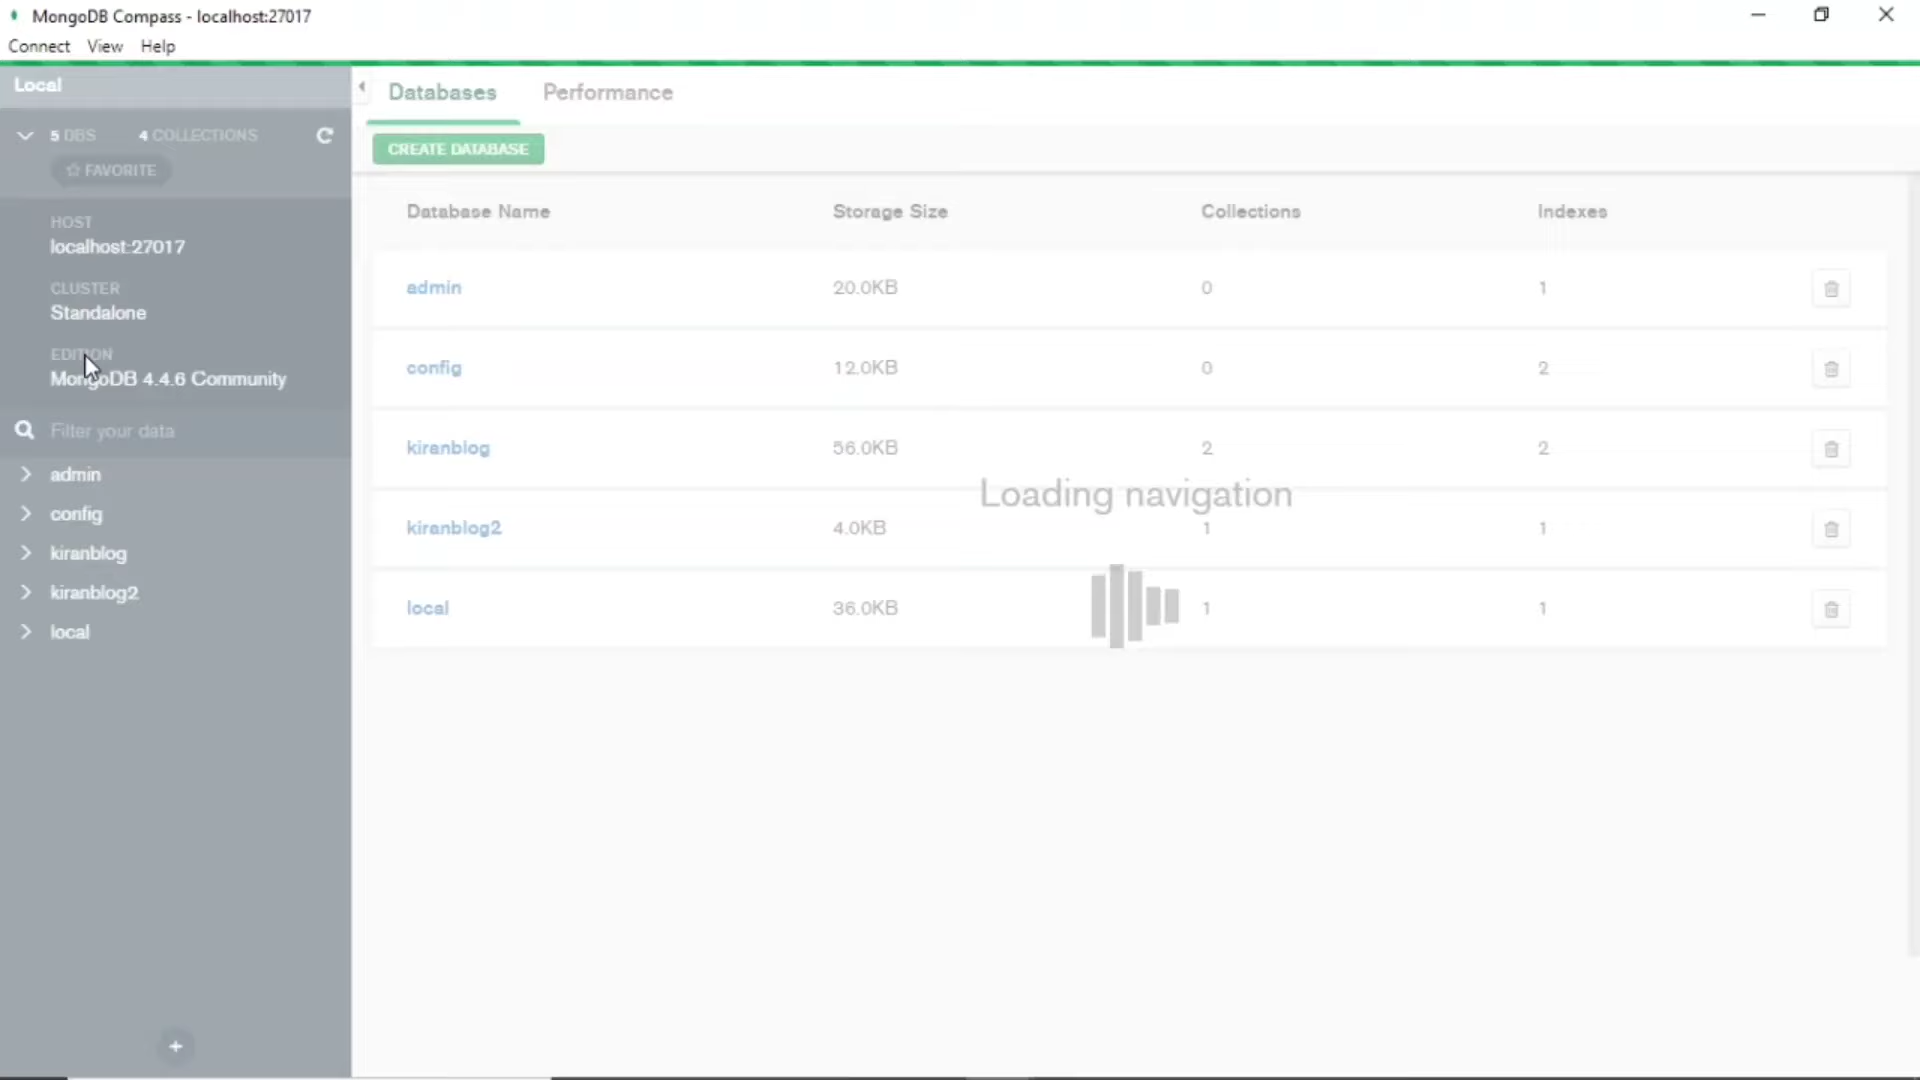 MongoDB Compass - localhost:27017
Connect View Help
Local
Databases Performance
5 DBS 4 COLLECTIONS
FAVORITE
CREATE DATABASE
HOST
localhost:27017
CLUSTER
Standalone
EDITION
MongoDB 4.4.6 Community
Filter your data
admin
config
kiranblog
kiranblog2
local
Database Name Storage Size Collections Indexes
admin 20.0KB 0 1
config 12.0KB 0 2
kiranblog 56.0KB 2 2
Loading navigation
kiranblog2 4.0KB 1 1
local 36.0KB 1 1